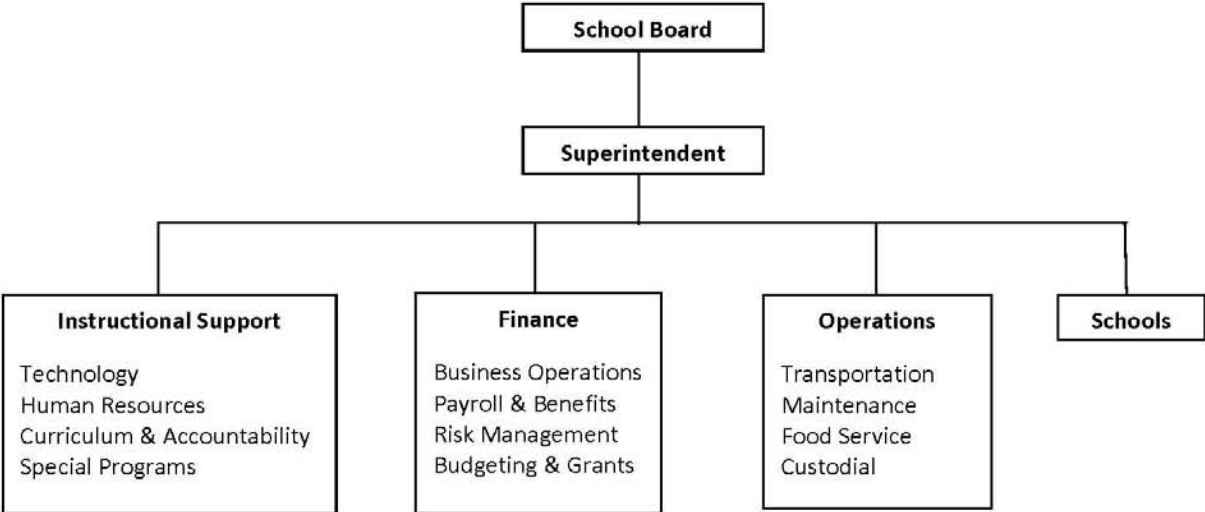 School Board
Superintendent
Instructional Support
Technology
Human Resources
Curriculum & Accountability
Special Programs
Finance
Business Operations
Payroll & Benefits
Risk Management
Budgeting & Grants
Operations
Transportation
Maintenance
Food Service
Custodial
Schools